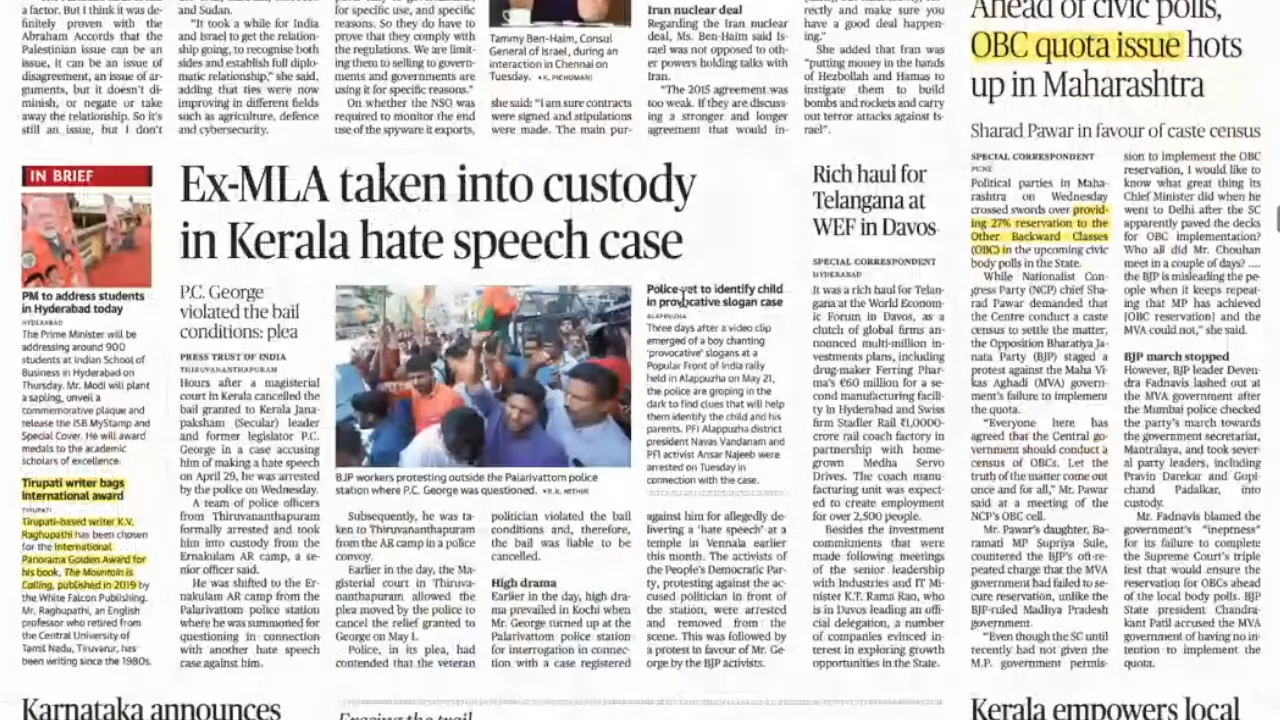 a factor. But I think it was de-
finitely proven with the
Abraham Accords that the
Palestinian issue can be an
issue, it can be an issue of
disagreement, an issue of ar-
guments, but it doesn't di-
minish, or negate or take
away the relationship. So it's
still an issue, but I don't
and Sudan.
"It took a while for India
and Israel to get the relation-
ship going, to recognise both
sides and establish full diplo-
matic relationship," she said,
adding that ties were now
improving in different fields
such as agriculture, defence
and cybersecurity.
for specific use, and specific
reasons. So they do have to
prove that they comply with
the regulations. We are limit-
ing them to selling to govern-
ments and governments are
using it for specific reasons."
On whether the NSO was
required to monitor the end
use of the spyware it exports,
Tammy Ben-Haim, Consul
General of Israel, during an
interaction in Chennai on
Tuesday. • K. PICHUMANI
she said: "I am sure contracts
were signed and stipulations
were made. The main pur-
Iran nuclear deal
Regarding the Iran nuclear
deal, Ms. Ben-haim said Is-
rael was not opposed to oth-
er powers holding talks with
Iran.
"The 2015 agreement was
too weak. If they are discuss-
ing a stronger and longer
agreement that would in-
rectly and make sure you
have a good deal happen-
ing."
She added that Iran was
"putting money in the hands
of Hezbollah and Hamas to
instigate them to build
bombs and rockets and carry
out terror attacks against Is-
rael".
IN BRIEF
PM to address students
in Hyderabad today
HYDERABAD
The Prime Minister will be
addressing around 900
students at Indian School of
Business in Hyderabad on
Thursday. Mr. Modi will plant
a sapling, unveil a
commemorative plaque and
release the ISB MyStamp and
Special Cover. He will award
medals to the academic
scholars of excellence.
Tirupati writer bags
international award
TIRUPATI
Tirupati-based writer K.V.
Raghupathi has been chosen
for the International
Panorama Golden Award for
his book, The Mountain is
Calling, published in 2019 by
the White Falcon Publishing.
Mr. Raghupathi, an English
professor who retired from
the Central University of
Tamil Nadu, Tiruvarur, has
been writing since the 1980s.
Ex-MLA taken into custody
in Kerala hate speech case
P.C. George
violated the bail
conditions: plea
PRESS TRUST OF INDIA
THIRUVANANTHAPURAM
Hours after a magisterial
court in Kerala cancelled the
bail granted to Kerala Jana-
paksham (Secular) leader
and former legislator P.C.
George in a case accusing
him of making a hate speech
on April 29, he was arrested
by the police on Wednesday.
A team of police officers
from Thiruvananthapuram
formally arrested and took
him into custody from the
Ernakulam AR camp, a se-
nior officer said.
He was shifted to the Er-
nakulam AR camp from the
Palarivattom police station
where he was summoned for
questioning in connection
with another hate speech
case against him.
BJP workers protesting outside the Palarivattom police
station where P.C. George was questioned. • R.K. NITHIN
Subsequently, he was ta-
ken to Thiruvananthapuram
from the AR camp in a police
convoy.
Earlier in the day, the Ma-
gisterial court in Thiruva-
nanthapuram allowed the
plea moved by the police to
cancel the relief granted to
George on May 1.
Police, in its plea, had
contended that the veteran
politician violated the bail
conditions and, therefore,
the bail was liable to be
cancelled.
High drama
Earlier in the day, high dra-
ma prevailed in Kochi when
Mr. George turned up at the
Palarivattom police station
for interrogation in connec-
tion with a case registered
Police yet to identify child
in provocative slogan case
ALAPPUZHA
Three days after a video clip
emerged of a boy chanting
'provocative' slogans at a
Popular Front of India rally
held in Alappuzha on May 21,
the police are groping in the
dark to find clues that will help
them identify the child and his
parents. PFI Alappuzha district
president Navas Vandanam and
PFI activist Ansar Najeeb were
arrested on Tuesday in
connection with the case.
against him for allegedly de-
livering a 'hate speech' at a
temple in Vennala earlier
this month. The activists of
the People's Democratic Par-
ty, protesting against the ac-
cused politician in front of
the station, were arrested
and removed from the
scene. This was followed by
a protest in favour of Mr. Ge-
orge by the BJP activists.
Rich haul for
Telangana at
WEF in Davos
SPECIAL CORRESPONDENT
HYDERABAD
It was a rich haul for Telan-
gana at the World Econom-
ic Forum in Davos, as a
clutch of global firms an-
nounced multi-million in-
vestments plans, including
drug-maker Ferring Phar-
ma's €60 million for a se-
cond manufacturing facili-
ty in Hyderabad and Swiss
firm Stadler Rail ₹1,0000-
crore rail coach factory in
partnership with home-
grown Medha Servo
Drives. The coach manu-
facturing unit was expect-
ed to create employment
for over 2,500 people.
Besides the investment
commitments that were
made following meetings
of the senior leadership
with Industries and IT Mi-
nister K.T. Rama Rao, who
is in Davos leading an offi-
cial delegation, a number
of companies evinced in-
terest in exploring growth
opportunities in the State.
Ahead of civic polls,
OBC quota issue hots
up in Maharashtra
Sharad Pawar in favour of caste census
SPECIAL CORRESPONDENT
PUNE
Political parties in Maha-
rashtra on Wednesday
crossed swords over provid-
ing 27% reservation to the
Other Backward Classes
(OBC) in the upcoming civic
body polls in the State.
While Nationalist Con-
gress Party (NCP) chief Sha-
rad Pawar demanded that
the Centre conduct a caste
census to settle the matter,
the Opposition Bharatiya Ja-
nata Party (BJP) staged a
protest against the Maha Vi-
kas Aghadi (MVA) govern-
ment's failure to implement
the quota.
"Everyone here has
agreed that the Central go-
vernment should conduct a
census of OBCs. Let the
truth of the matter come out
once and for all," Mr. Pawar
said at a meeting of the
NCP's OBC cell.
Mr. Pawar's daughter, Ba-
ramati MP Supriya Sule,
countered the BJP's oft-re-
peated charge that the MVA
government had failed to se-
cure reservation, unlike the
BJP-ruled Madhya Pradesh
government.
"Even though the SC until
recently had not given the
M.P. government permis-
sion to implement the OBC
reservation, I would like to
know what great thing its
Chief Minister did when he
went to Delhi after the SC
apparently paved the decks
for OBC implementation?
Who all did Mr. Chouhan
meet in a couple of days? ....
the BJP is misleading the pe-
ople when it keeps repeat-
ing that MP has achieved
[OBC reservation] and the
MVA could not," she said.
BJP march stopped
However, BJP leader Deven-
dra Fadnavis lashed out at
the MVA government after
the Mumbai police checked
the party's march towards
the government secretariat,
Mantralaya, and took sever-
al party leaders, including
Pravin Darekar and Gopi-
chand Padalkar, into
custody.
Mr. Fadnavis blamed the
government's "ineptness"
for its failure to complete
the Supreme Court's triple
test that would ensure the
reservation for OBCs ahead
of the local body polls. BJP
State president Chandra-
kant Patil accused the MVA
government of having no in-
tention to implement the
quota.
Karnataka announces
Erasing the trail
Kerala empowers local